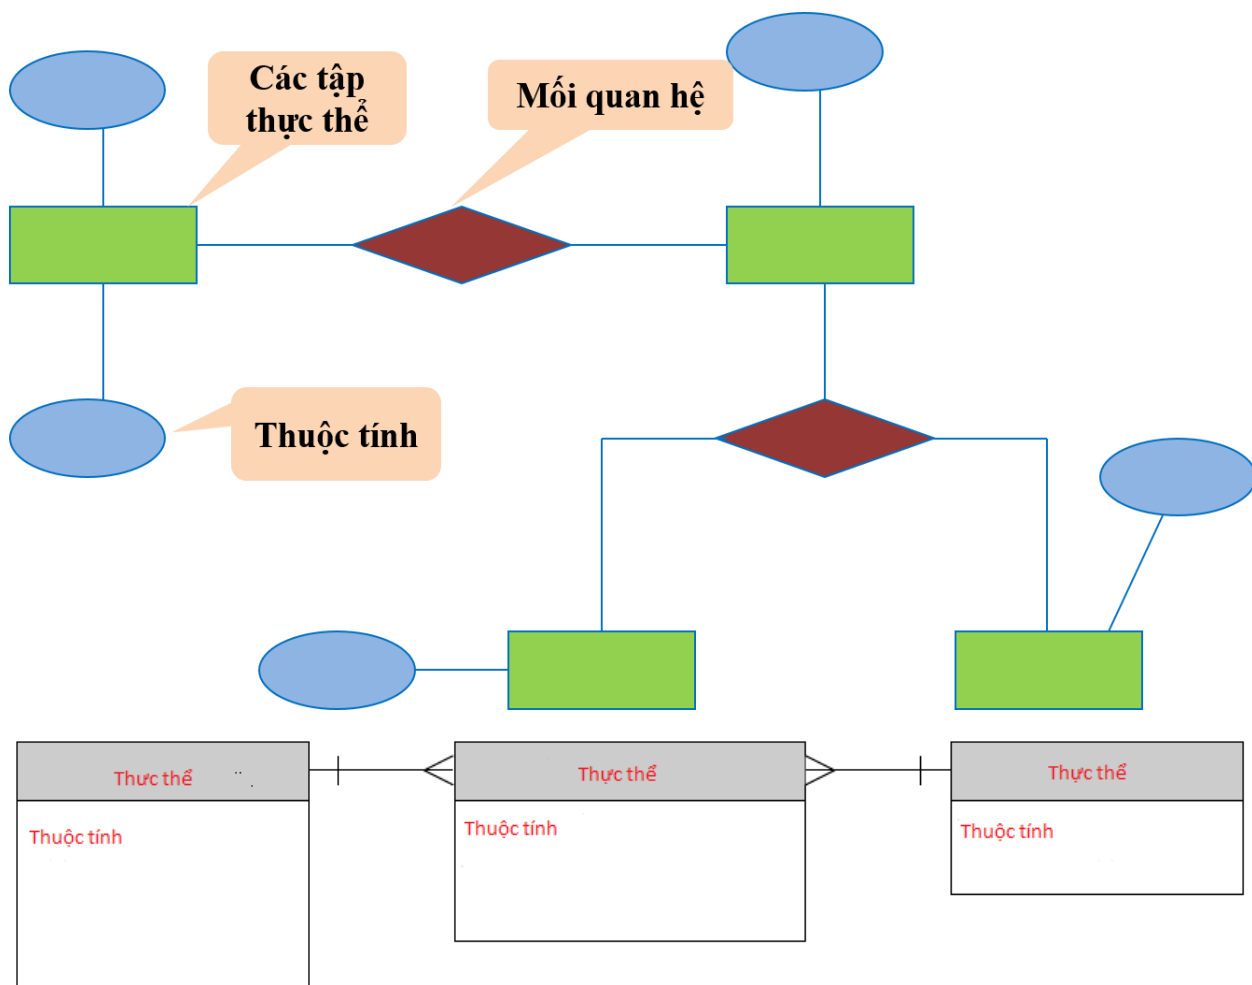 Các tập
thực thể
Mối quan hệ
Thuộc tính
Thực thể
Thực thể
Thực thể
Thuộc tính
Thuộc tính
Thuộc tính